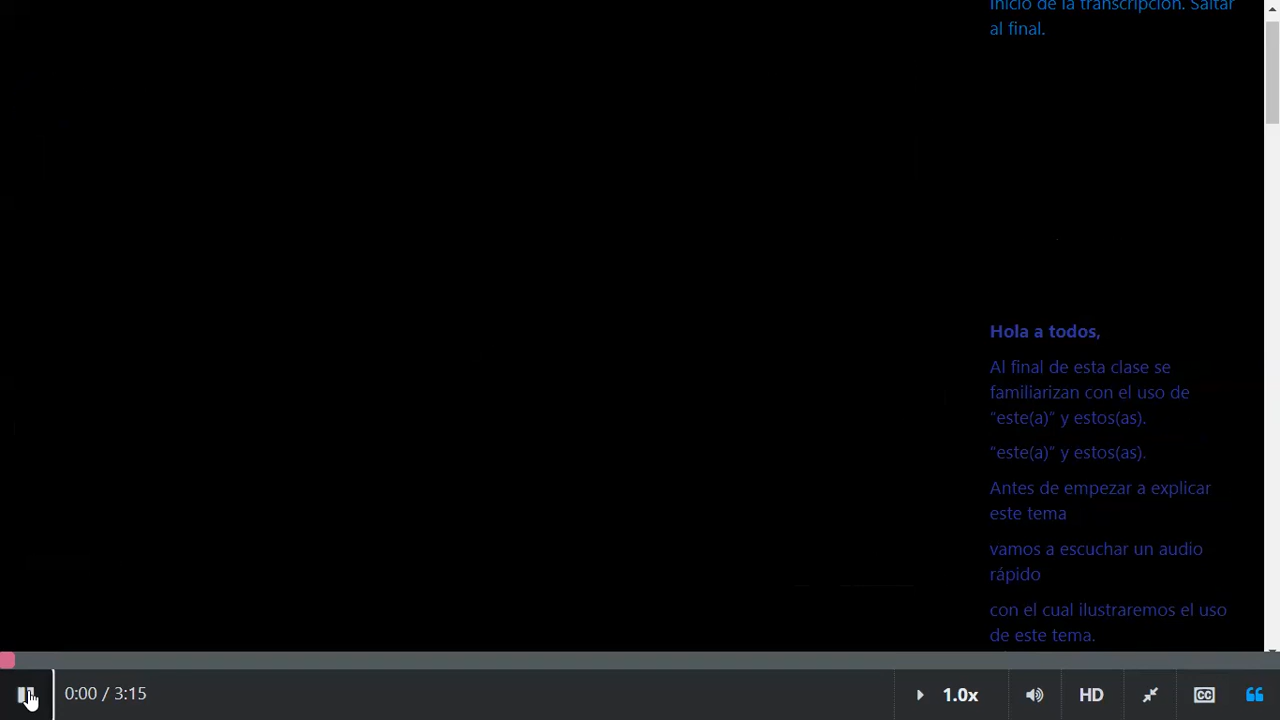 Inicio de la transcripción. Saltar
al final.
Hola a todos,
Al final de esta clase se
familiarizan con el uso de
“este(a)” y estos(as).
“este(a)” y estos(as).
Antes de empezar a explicar
este tema
vamos a escuchar un audio
rápido
con el cual ilustraremos el uso
de este tema.
0:00 / 3:15
1.0x
HD
CC